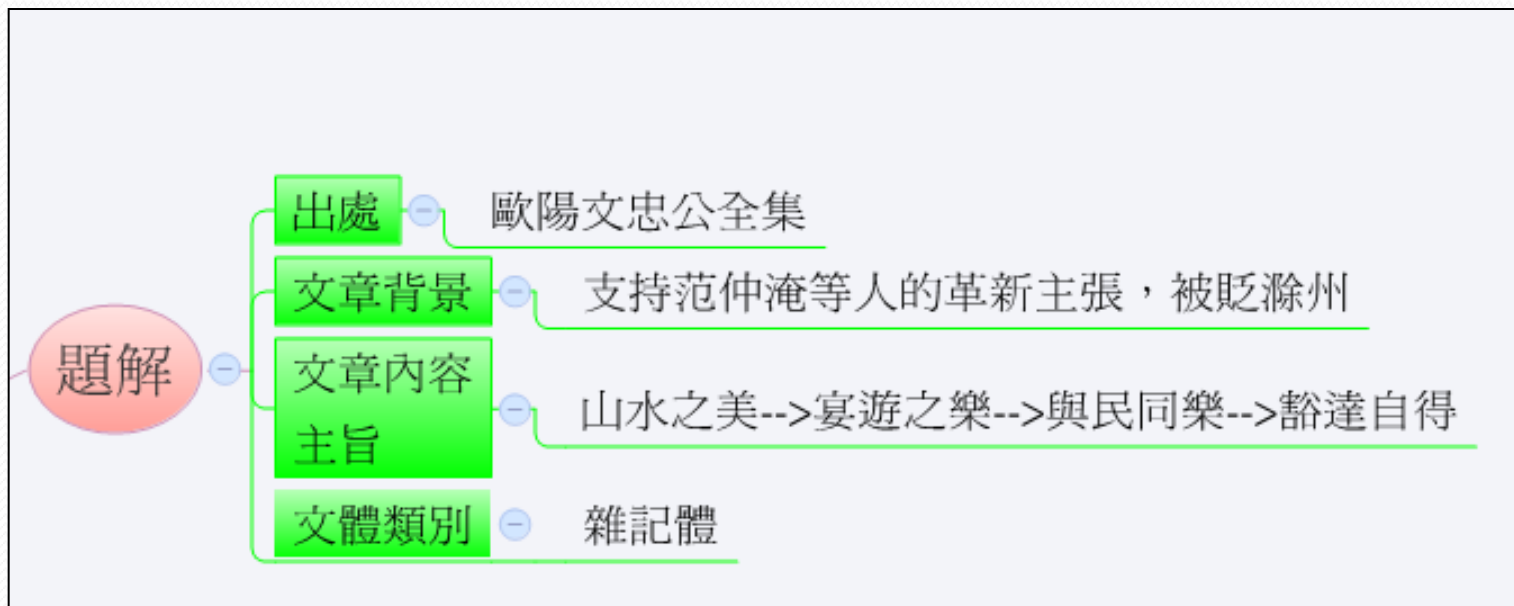 題解
出處
歐陽文忠公全集
文章背景
支持范仲淹等人的革新主張，被貶滁州
文章內容
主旨
山水之美-->宴遊之樂-->與民同樂-->豁達自得
文體類別
雜記體